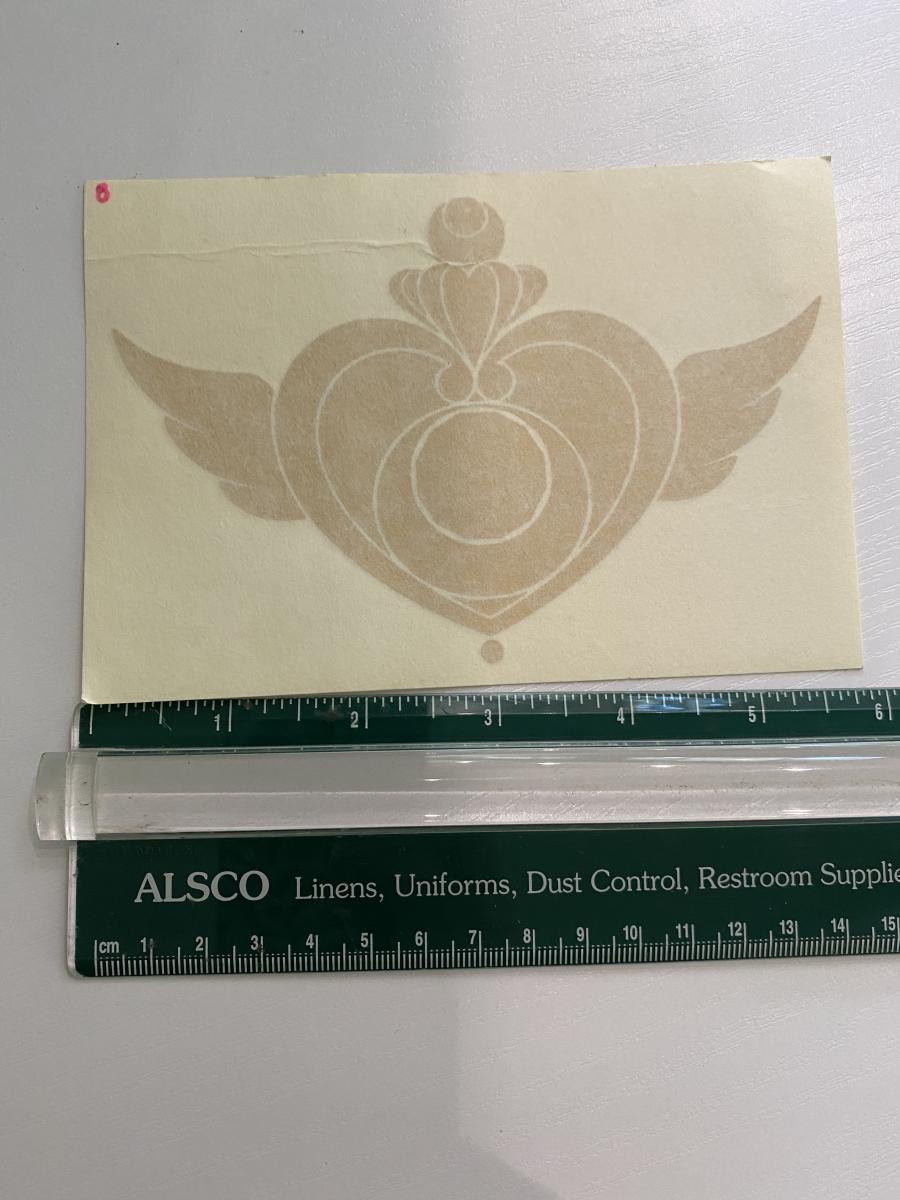 8
1 2 3 4 5 6
ALSCO Linens, Uniforms, Dust Control, Restroom Supplie
cm 1 2 3 4 5 6 7 8 9 10 11 12 13 14 15